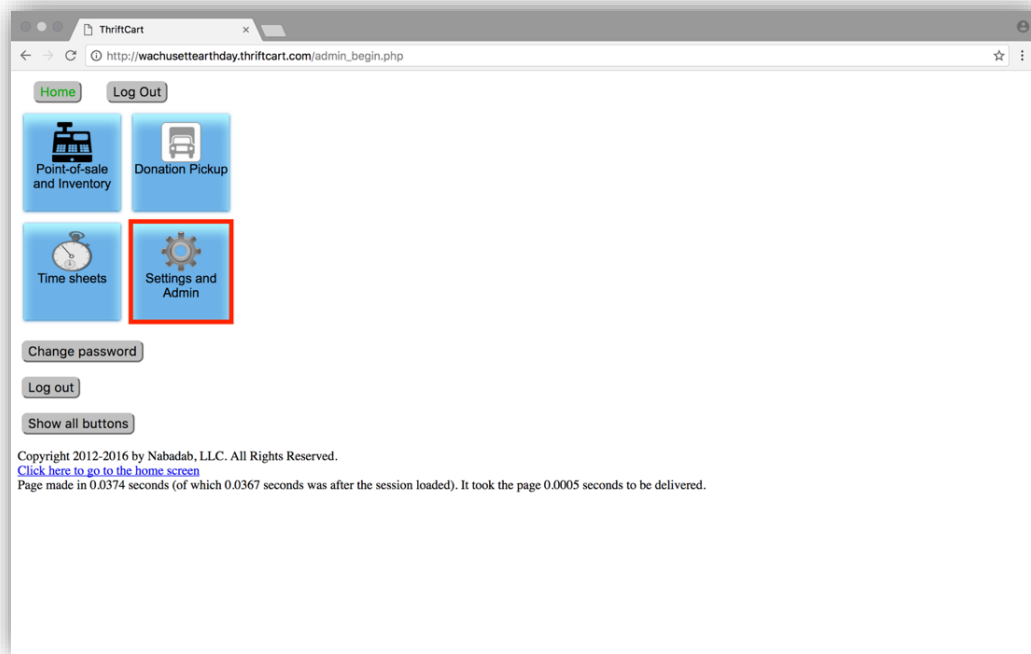 ThriftCart
http://wachusettearthday.thriftcart.com/admin_begin.php
Home Log Out
Point-of-sale
and Inventory
Donation Pickup
Time sheets
Settings and
Admin
Change password
Log out
Show all buttons
Copyright 2012-2016 by Nabadab, LLC. All Rights Reserved.
Click here to go to the home screen
Page made in 0.0374 seconds (of which 0.0367 seconds was after the session loaded). It took the page 0.0005 seconds to be delivered.